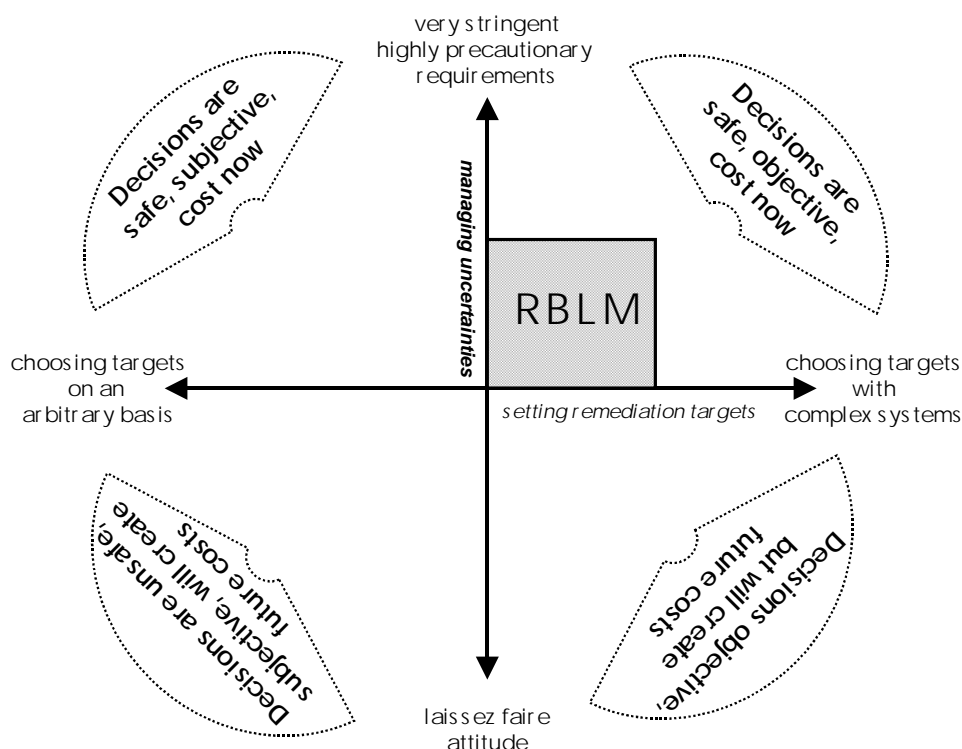 very stringent
highly precautionary
requirements
Decisions are
safe, subjective,
cost now
Decisions are
safe, objective,
cost now
managing uncertainties
RBLM
choosing targets
on an
arbitrary basis
setting remediation targets
choosing targets
with
complex systems
Decisions are unsafe,
subjective, will create
future costs
Decisions objective,
but will create
future costs
laissez faire
attitude